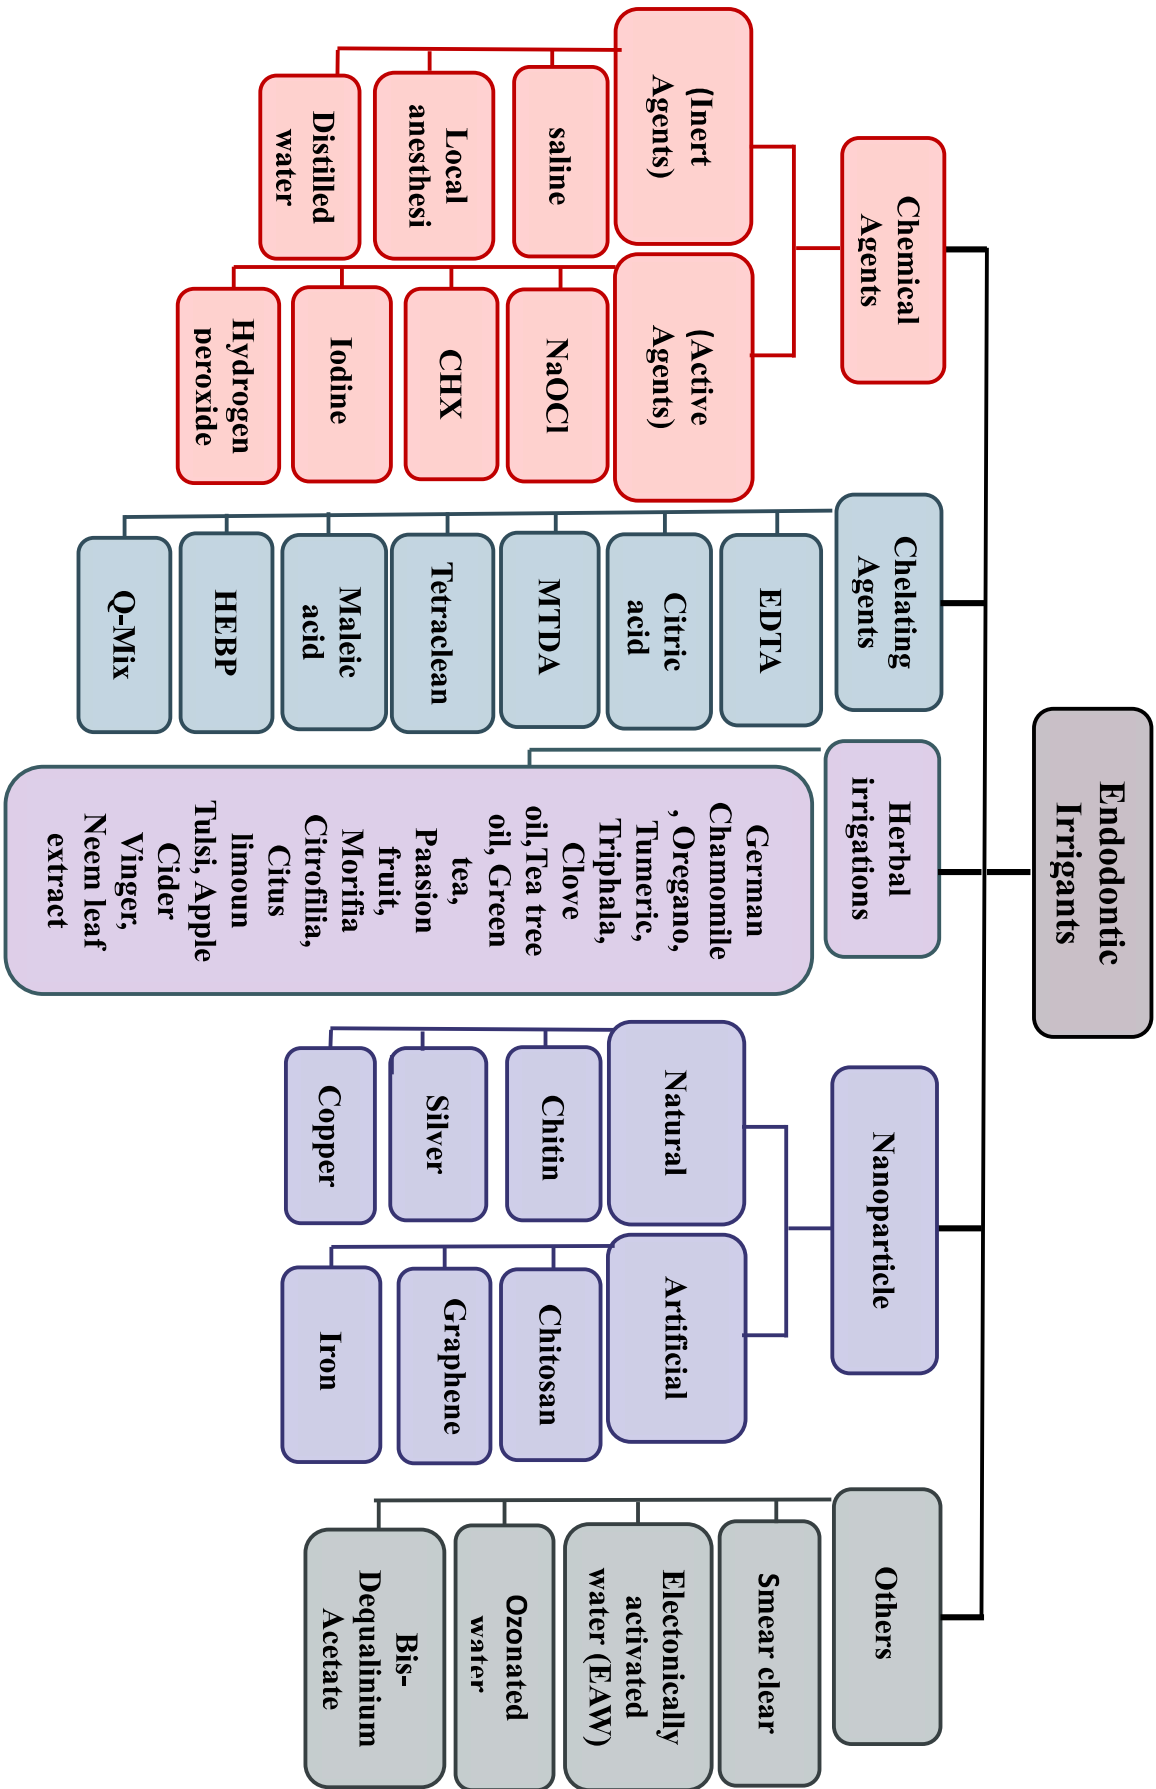 Endodontic
Irrigants
Chemical
Agents
(Inert
Agents)
saline
Local
anesthesi
Distilled
water
(Active
Agents)
NaOCl
CHX
Iodine
Hydrogen
peroxide
Chelating
Agents
EDTA
Citric
acid
MTDA
Tetraclean
Maleic
acid
HEBP
Q-Mix
Herbal
irrigations
German
Chamomile
, Oregano,
Tumeric,
Triphala,
Clove
oil,Tea tree
oil, Green
tea,
Paasion
fruit,
Morifia
Citrofilia,
Citus
limoun
Tulsi, Apple
Cider
Vinger,
Neem leaf
extract
Nanoparticle
Natural
Chitin
Silver
Copper
Artificial
Chitosan
Graphene
Iron
Others
Smear clear
Electonically
activated
water (EAW)
Ozonated
water
Bis-
Dequalinium
Acetate